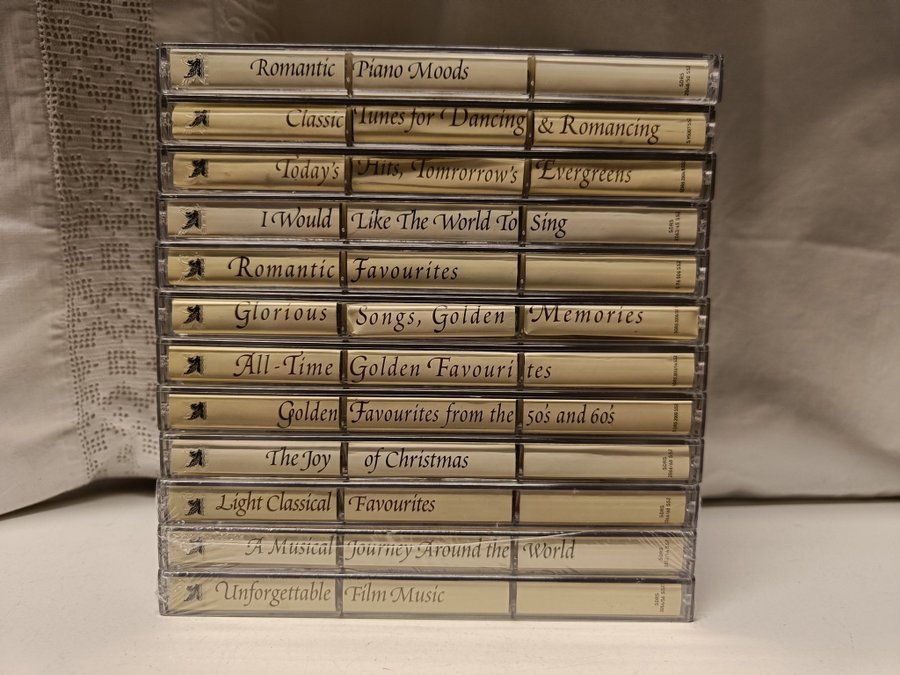 Romantic Piano Moods
Classic Tunes for Dancing & Romancing
Today's Hits, Tomrorrow's Evergreens
I Would Like The World To Sing
Romantic Favourites
Glorious Songs, Golden Memories
All-Time Golden Favourites
Golden Favourites from the 50's and 60's
The Joy of Christmas
Light Classical Favourites
A Musical Journey Around the World
Unforgettable Film Music